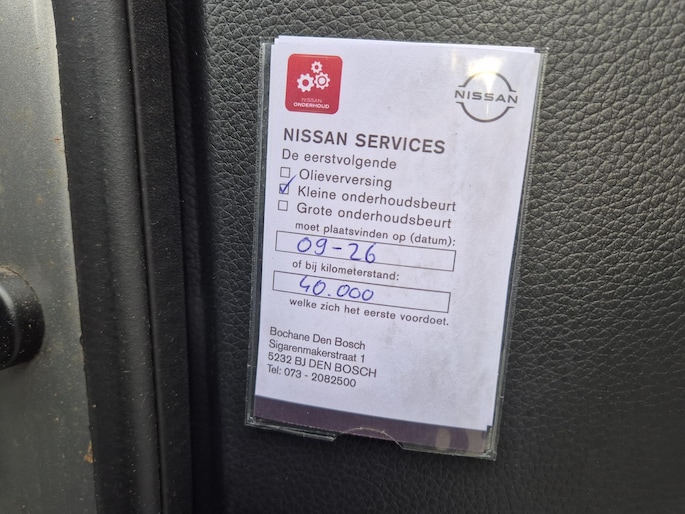 NISSAN
ONDERHOUD
NISSAN
NISSAN SERVICES
De eerstvolgende
Olieverversing
Kleine onderhoudsbeurt
Grote onderhoudsbeurt
moet plaatsvinden op (datum):
09-26
of bij kilometerstand:
40.000
welke zich het eerste voordoet.
Bochane Den Bosch
Sigarenmakerstraat 1
5232 BJ DEN BOSCH
Tel: 073 - 2082500